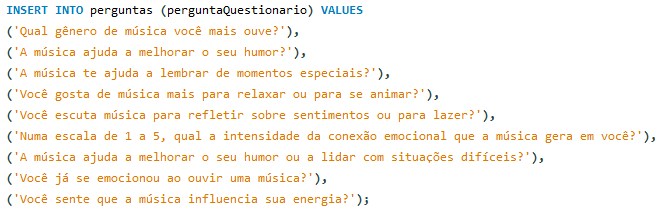 INSERT INTO perguntas (perguntaQuestionario) VALUES
('Qual gênero de música você mais ouve?'),
('A música ajuda a melhorar o seu humor?'),
('A música te ajuda a lembrar de momentos especiais?'),
('Você gosta de música mais para relaxar ou para se animar?'),
('Você escuta música para refletir sobre sentimentos ou para lazer?'),
('Numa escala de 1 a 5, qual a intensidade da conexão emocional que a música gera em você?'),
('A música ajuda a melhorar o seu humor ou a lidar com situações difíceis?'),
('Você já se emocionou ao ouvir uma música?'),
('Você sente que a música influencia sua energia?');